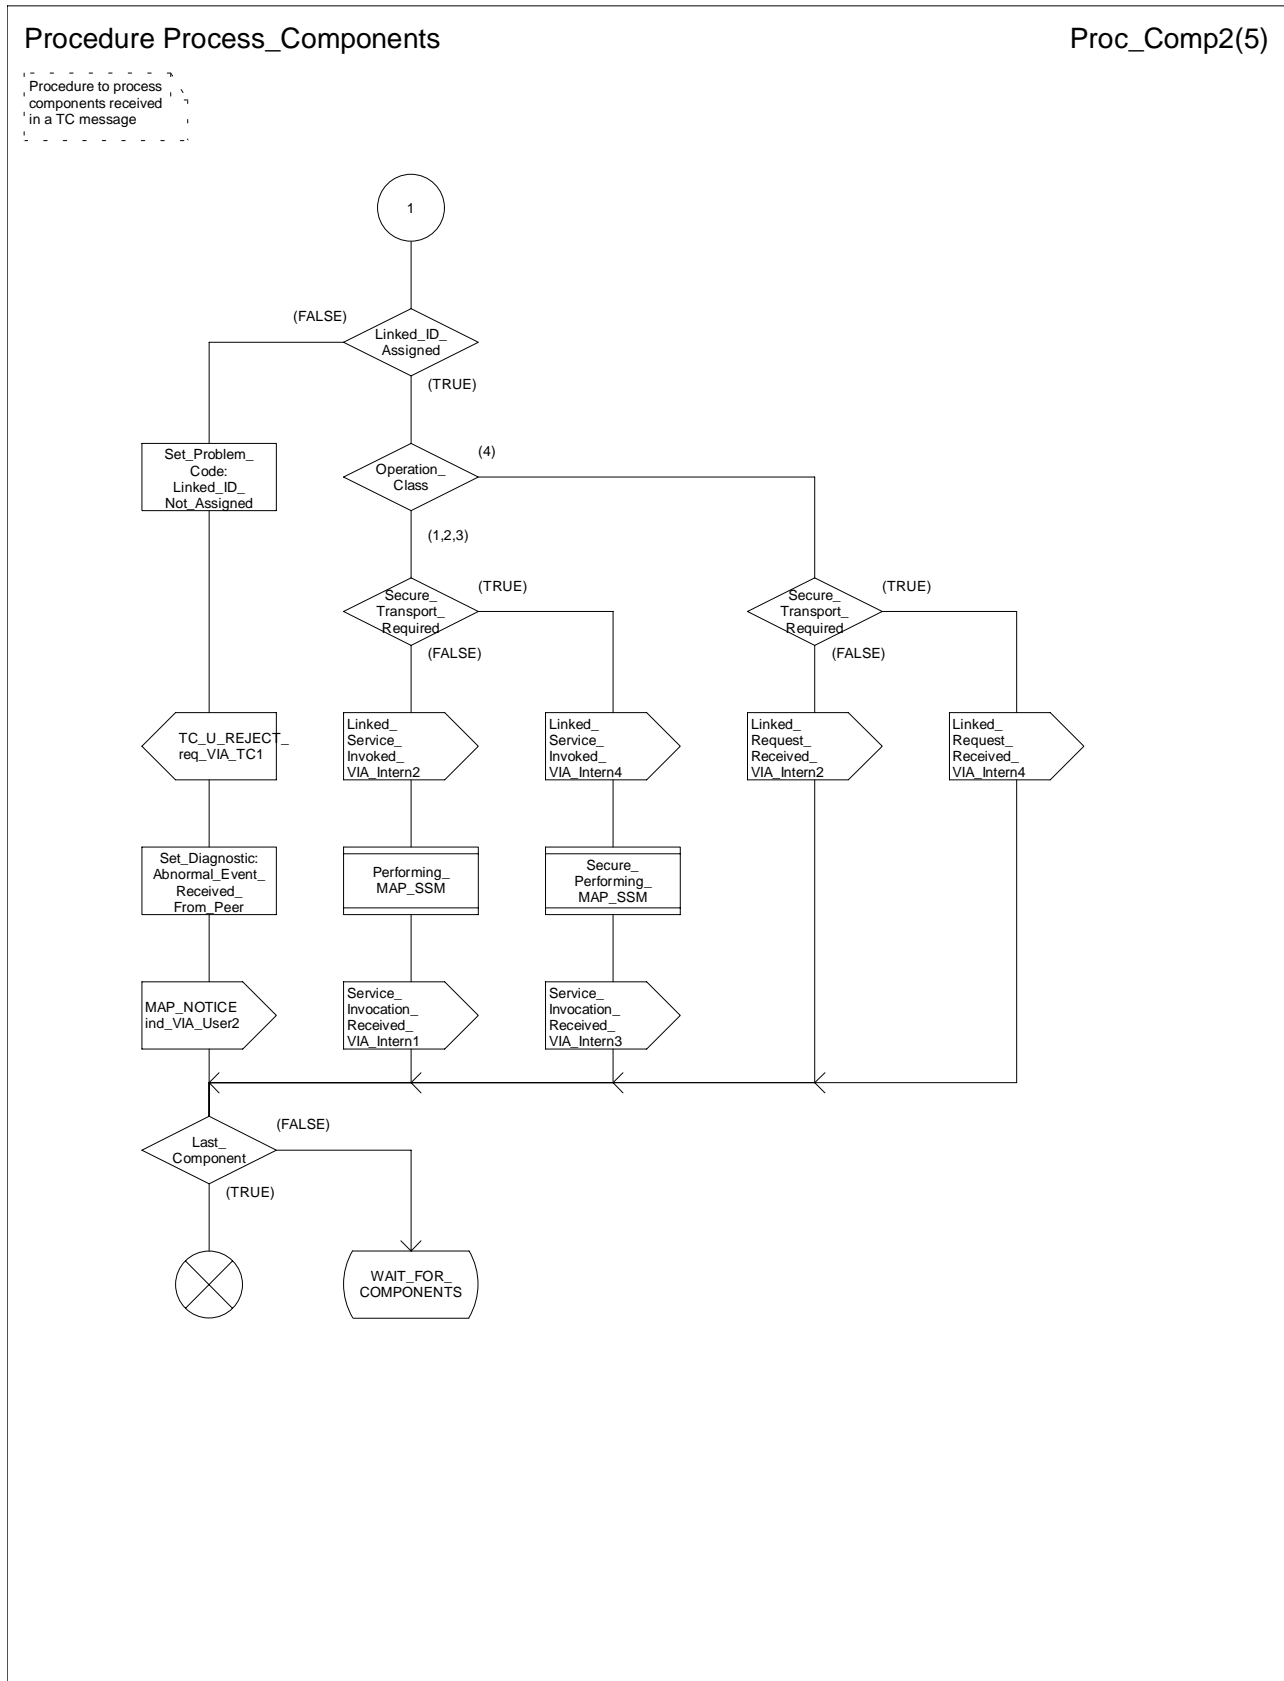 Procedure Process_Components
Proc_Comp2(5)
Procedure to process
components received
in a TC message
1
(FALSE)
Linked_ID_
Assigned
(TRUE)
Set_Problem_
Code:
Linked_ID_
Not_Assigned
Operation_
Class
(4)
(1,2,3)
Secure_
Transport_
Required
(TRUE)
(FALSE)
Secure_
Transport_
Required
(TRUE)
(FALSE)
TC_U_REJECT_
req_VIA_TC1
Linked_
Service_
Invoked_
VIA_Intern2
Linked_
Service_
Invoked_
VIA_Intern4
Linked_
Request_
Received_
VIA_Intern2
Linked_
Request_
Received_
VIA_Intern4
Set_Diagnostic:
Abnormal_Event_
Received_
From_Peer
Performing_
MAP_SSM
Secure_
Performing_
MAP_SSM
MAP_NOTICE
ind_VIA_User2
Service_
Invocation_
Received_
VIA_Intern1
Service_
Invocation_
Received_
VIA_Intern3
Last_
Component
(FALSE)
(TRUE)
WAIT_FOR_
COMPONENTS